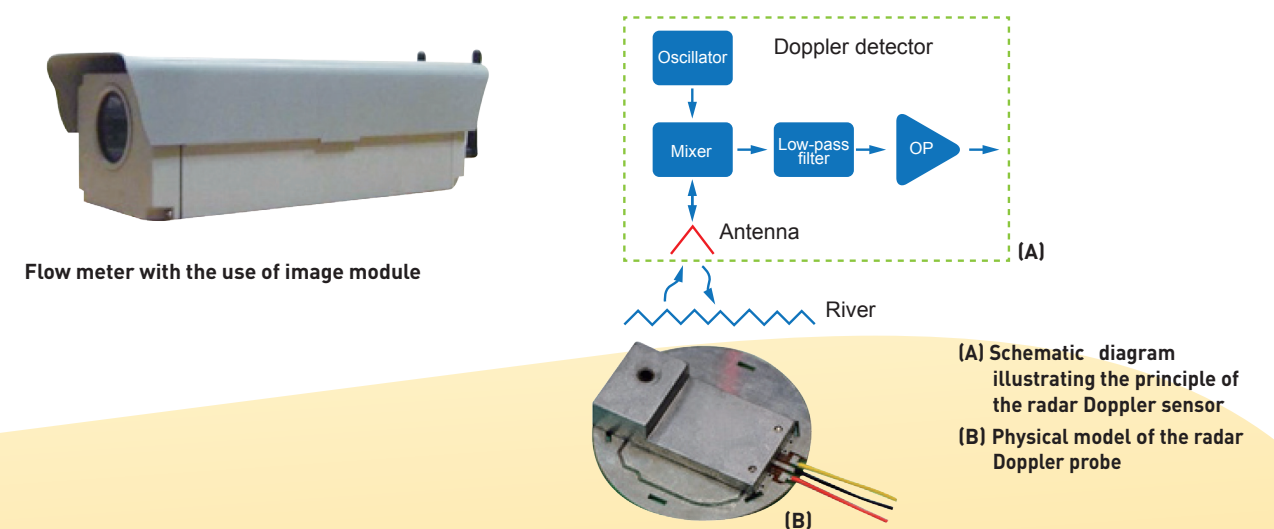 Flow meter with the use of image module
Doppler detector
Oscillator
Mixer
Low-pass
filter
OP
Antenna
(A)
River
(A) Schematic diagram
illustrating the principle of
the radar Doppler sensor
(B) Physical model of the radar
Doppler probe
(B)